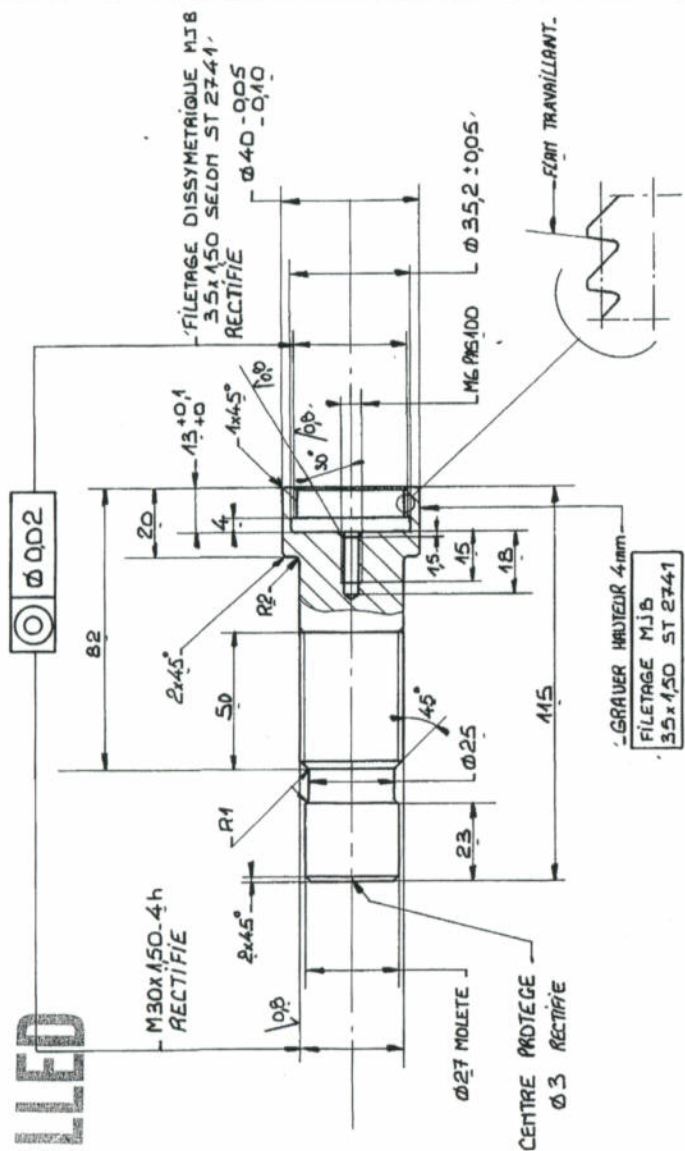 LLED
M30x1,50-4h
RECTIFIE
◎ Ø 0,02
FILETAGE DISSYMETRIQUE MJB
35x1,50 SELON ST 2741
RECTIFIE
Ø40 -0,05
-0,10
Ø35,2 ±0,05
M6 PAS 100
FLAN TRAVAILLANT
82
20
13 +0,1
+0
4
1x45°
0,8
0,8
30°
2x45°
R2
50
R1
2x45°
0,8
45°
Ø25
23
1,5
15
18
115
Ø27 MOLETE
CENTRE PROTEGE
Ø3 RECTIFIE
GRAVER HAUTEUR 4mm
FILETAGE MJB
35x1,50 ST 2741